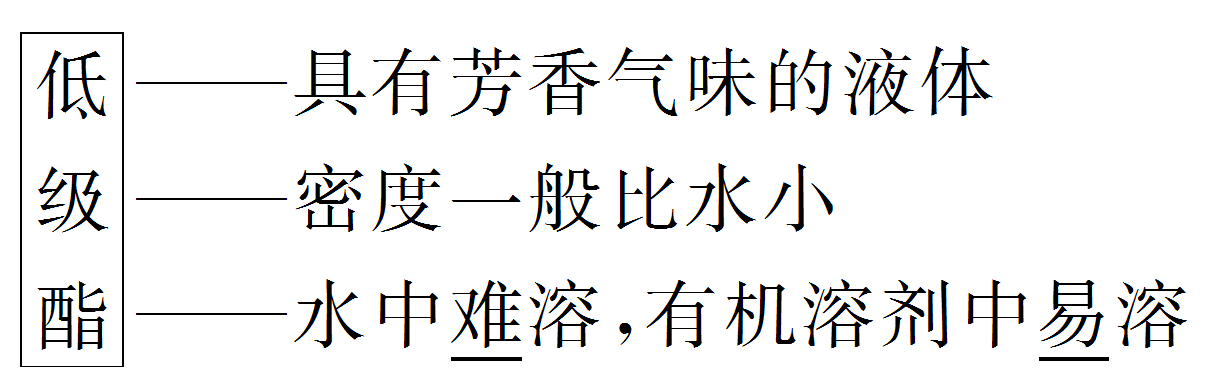 低级酯
具有芳香气味的液体
密度一般比水小
水中难溶,有机溶剂中易溶